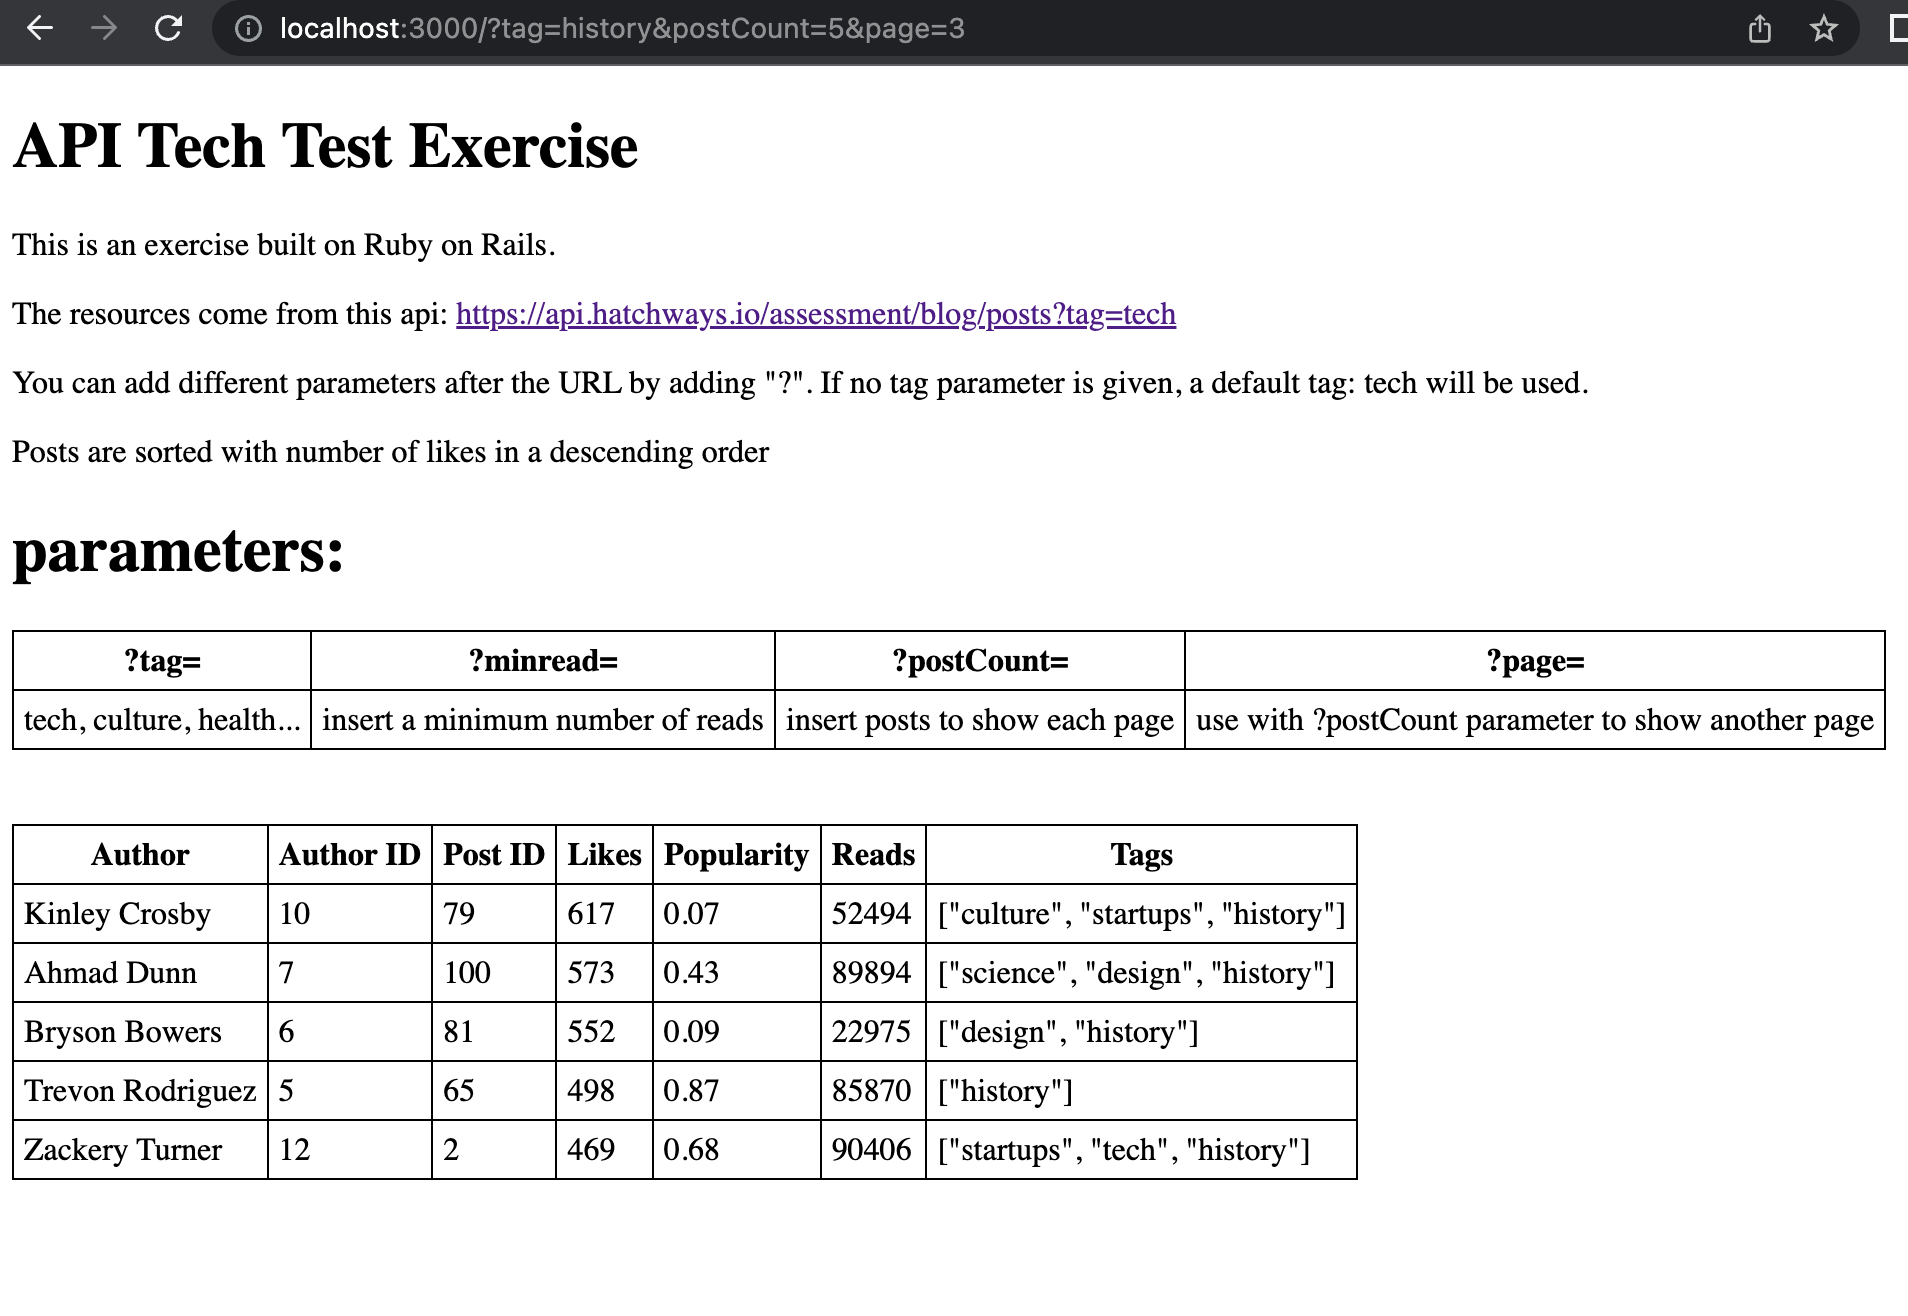 localhost:3000/?tag=history&postCount=5&page=3
API Tech Test Exercise
This is an exercise built on Ruby on Rails.
The resources come from this api: https://api.hatchways.io/assessment/blog/posts?tag=tech
You can add different parameters after the URL by adding "?". If no tag parameter is given, a default tag: tech will be used.
Posts are sorted with number of likes in a descending order
parameters:
?tag= ?minread= ?postCount= ?page=
tech, culture, health... insert a minimum number of reads insert posts to show each page use with ?postCount parameter to show another page
Author Author ID Post ID Likes Popularity Reads Tags
Kinley Crosby 10 79 617 0.07 52494 ["culture", "startups", "history"]
Ahmad Dunn 7 100 573 0.43 89894 ["science", "design", "history"]
Bryson Bowers 6 81 552 0.09 22975 ["design", "history"]
Trevon Rodriguez 5 65 498 0.87 85870 ["history"]
Zackery Turner 12 2 469 0.68 90406 ["startups", "tech", "history"]